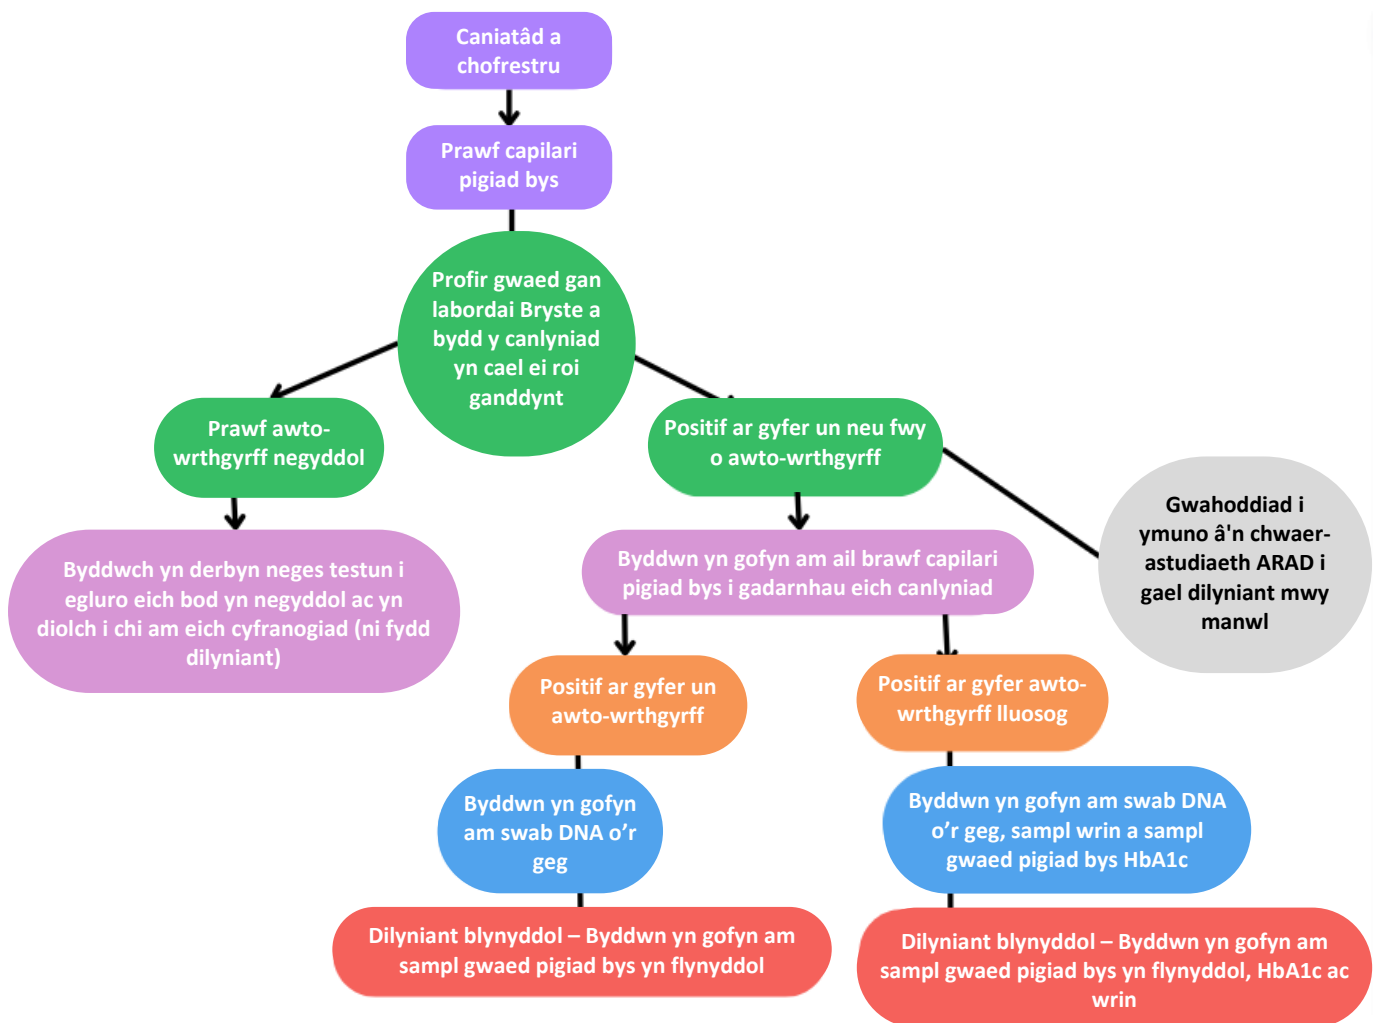 Caniatâd a
chofrestru
Prawf capilari
pigiad bys
Profir gwaed gan
labordai Bryste a
bydd y canlyniad
yn cael ei roi
ganddynt
Prawf awto-
wrthgyrff negyddol
Positif ar gyfer un neu fwy
o awto-wrthgyrff
Gwahoddiad i
ymuno â'n chwaer-
astudiaeth ARAD i
gael dilyniant mwy
manwl
Byddwch yn derbyn neges testun i
egluro eich bod yn negyddol ac yn
diolch i chi am eich cyfranogiad (ni fydd
dilyniant)
Byddwn yn gofyn am ail brawf capilari
pigiad bys i gadarnhau eich canlyniad
Positif ar gyfer un
awto-wrthgyrff
Positif ar gyfer awto-
wrthgyrff lluosog
Byddwn yn gofyn
am swab DNA o’r
geg
Byddwn yn gofyn am swab DNA
o’r geg, sampl wrin a sampl
gwaed pigiad bys HbA1c
Dilyniant blynyddol – Byddwn yn gofyn am
sampl gwaed pigiad bys yn flynyddol
Dilyniant blynyddol – Byddwn yn gofyn am
sampl gwaed pigiad bys yn flynyddol, HbA1c ac
wrin